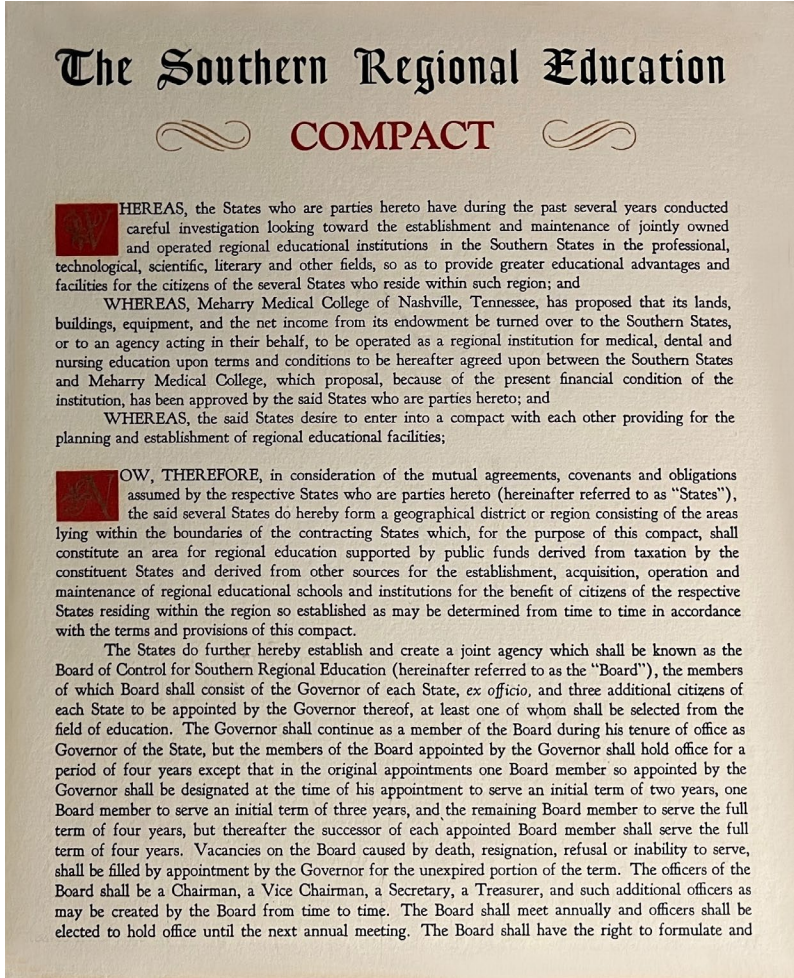 The Southern Regional Education
COMPACT
WHEREAS, the States who are parties hereto have during the past several years conducted
careful investigation looking toward the establishment and maintenance of jointly owned
and operated regional educational institutions in the Southern States in the professional,
technological, scientific, literary and other fields, so as to provide greater educational advantages and
facilities for the citizens of the several States who reside within such region; and
WHEREAS, Meharry Medical College of Nashville, Tennessee, has proposed that its lands,
buildings, equipment, and the net income from its endowment be turned over to the Southern States,
or to an agency acting in their behalf, to be operated as a regional institution for medical, dental and
nursing education upon terms and conditions to be hereafter agreed upon between the Southern States
and Meharry Medical College, which proposal, because of the present financial condition of the
institution, has been approved by the said States who are parties hereto; and
WHEREAS, the said States desire to enter into a compact with each other providing for the
planning and establishment of regional educational facilities;
NOW, THEREFORE, in consideration of the mutual agreements, covenants and obligations
assumed by the respective States who are parties hereto (hereinafter referred to as “States”),
the said several States do hereby form a geographical district or region consisting of the areas
lying within the boundaries of the contracting States which, for the purpose of this compact, shall
constitute an area for regional education supported by public funds derived from taxation by the
constituent States and derived from other sources for the establishment, acquisition, operation and
maintenance of regional educational schools and institutions for the benefit of citizens of the respective
States residing within the region so established as may be determined from time to time in accordance
with the terms and provisions of this compact.
The States do further hereby establish and create a joint agency which shall be known as the
Board of Control for Southern Regional Education (hereinafter referred to as the “Board”), the members
of which Board shall consist of the Governor of each State, ex officio, and three additional citizens of
each State to be appointed by the Governor thereof, at least one of whom shall be selected from the
field of education. The Governor shall continue as a member of the Board during his tenure of office as
Governor of the State, but the members of the Board appointed by the Governor shall hold office for a
period of four years except that in the original appointments one Board member so appointed by the
Governor shall be designated at the time of his appointment to serve an initial term of two years, one
Board member to serve an initial term of three years, and the remaining Board member to serve the full
term of four years, but thereafter the successor of each appointed Board member shall serve the full
term of four years. Vacancies on the Board caused by death, resignation, refusal or inability to serve,
shall be filled by appointment by the Governor for the unexpired portion of the term. The officers of the
Board shall be a Chairman, a Vice Chairman, a Secretary, a Treasurer, and such additional officers as
may be created by the Board from time to time. The Board shall meet annually and officers shall be
elected to hold office until the next annual meeting. The Board shall have the right to formulate and